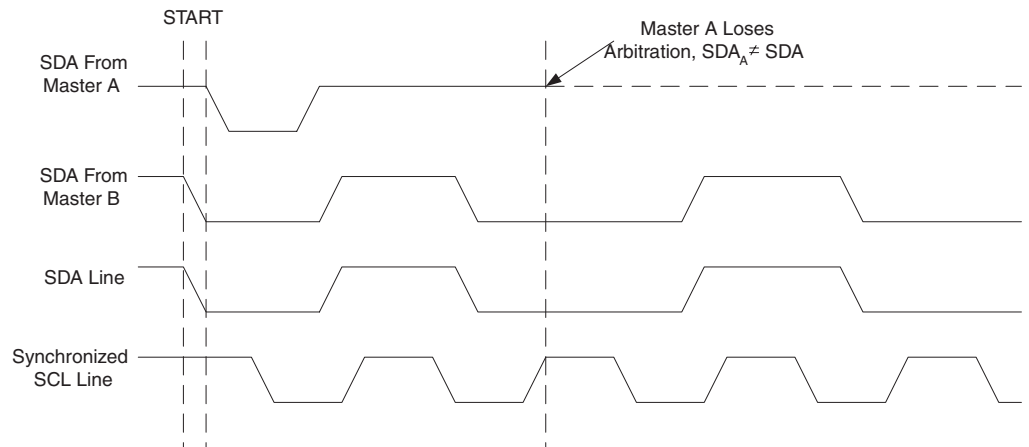 START
Master A Loses
Arbitration, SDA_A ≠ SDA
SDA From
Master A
SDA From
Master B
SDA Line
Synchronized
SCL Line